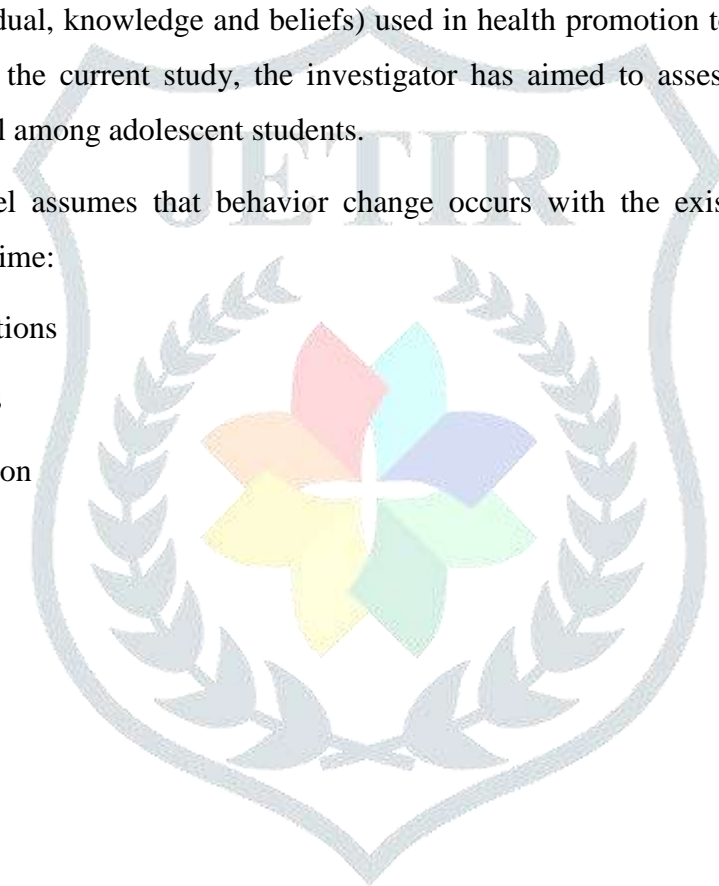 dual, knowledge and beliefs) used in health promotion to
the current study, the investigator has aimed to asses
l among adolescent students.
JETIR
el assumes that behavior change occurs with the exis
ime:
tions
on